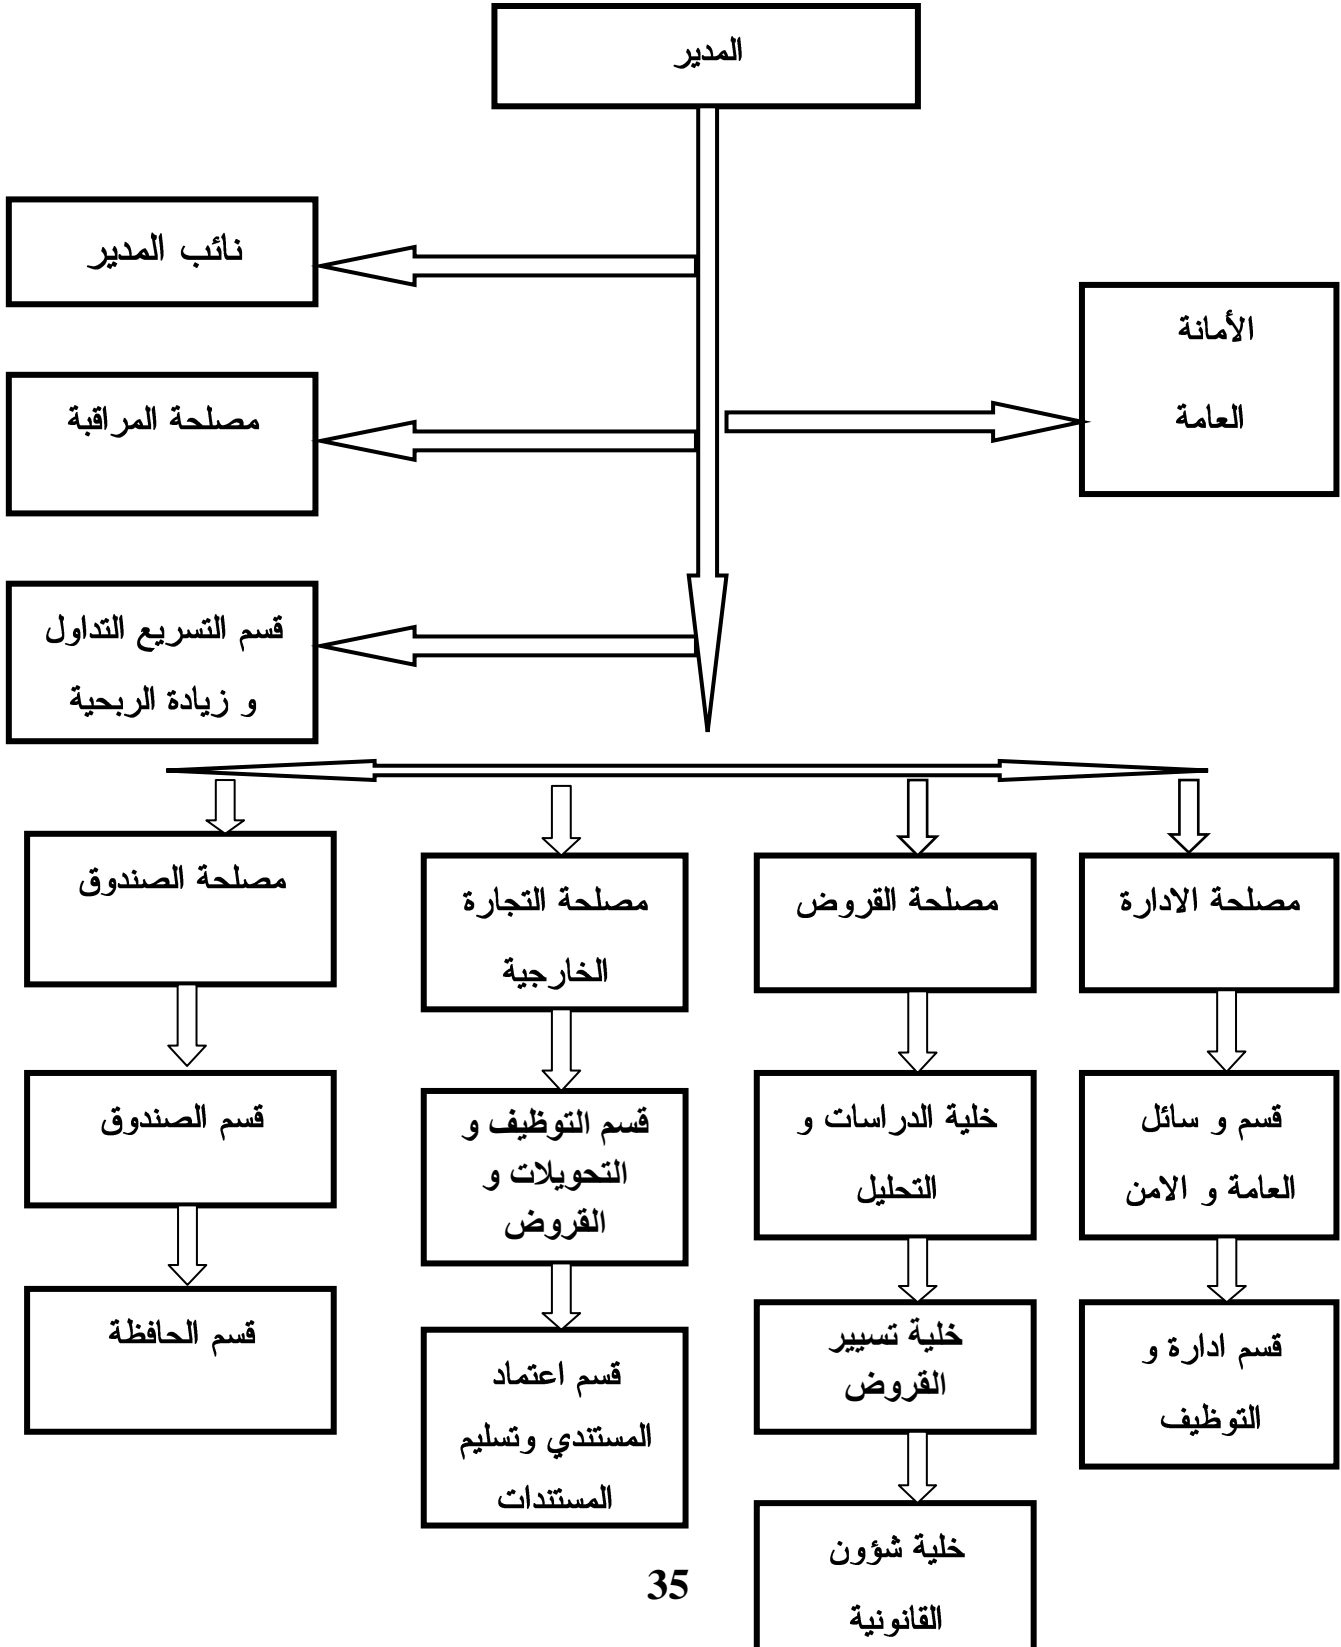 المدير
نائب المدير
الأمانة
العامة
مصلحة المراقبة
قسم التسريع التداول
و زيادة الربحية
مصلحة الادارة
مصلحة القروض
مصلحة التجارة
الخارجية
مصلحة الصندوق
قسم و سائل
العامة و الامن
خلية الدراسات و
التحليل
قسم التوظيف و
التحويلات و
القروض
قسم الصندوق
قسم ادارة و
التوظيف
خلية تسيير
القروض
قسم اعتماد
المستندي وتسليم
المستندات
قسم الحافظة
خلية شؤون
القانونية
35